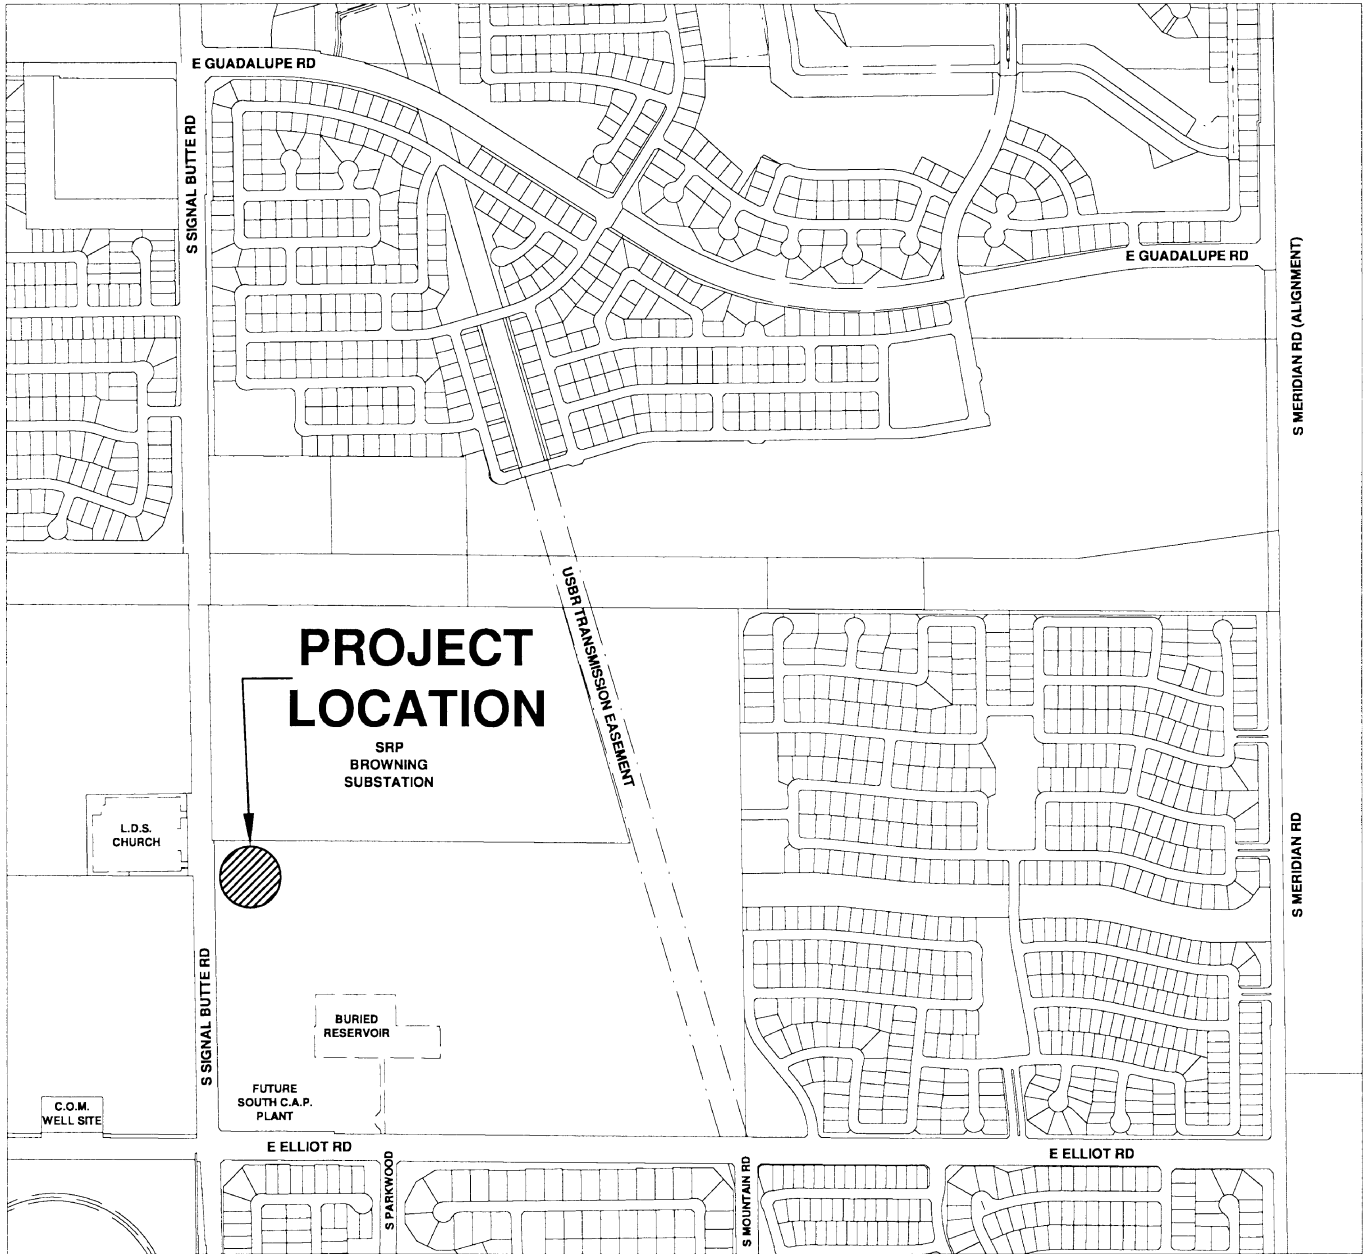 E GUADALUPE RD
S SIGNAL BUTTE RD
E GUADALUPE RD
S MERIDIAN RD (ALIGNMENT)
USBR TRANSMISSION EASEMENT
PROJECT
LOCATION
SRP
BROWNING
SUBSTATION
L.D.S.
CHURCH
S MERIDIAN RD
S SIGNAL BUTTE RD
BURIED
RESERVOIR
FUTURE
SOUTH C.A.P.
PLANT
C.O.M.
WELL SITE
E ELLIOT RD
E ELLIOT RD
S PARKWOOD
S MOUNTAIN RD